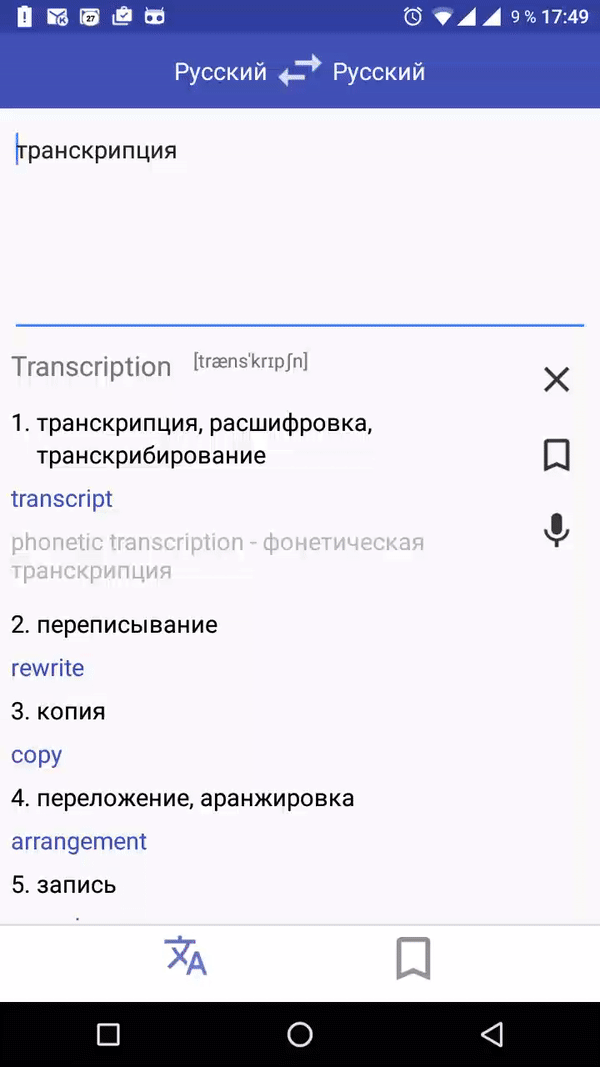 27 9 % 17:49
Русский Русский
транскрипция
Transcription [træns'krɪpʃn]
1. транскрипция, расшифровка,
транскрибирование
transcript
phonetic transcription - фонетическая
транскрипция
2. переписывание
rewrite
3. копия
copy
4. переложение, аранжировка
arrangement
5. запись